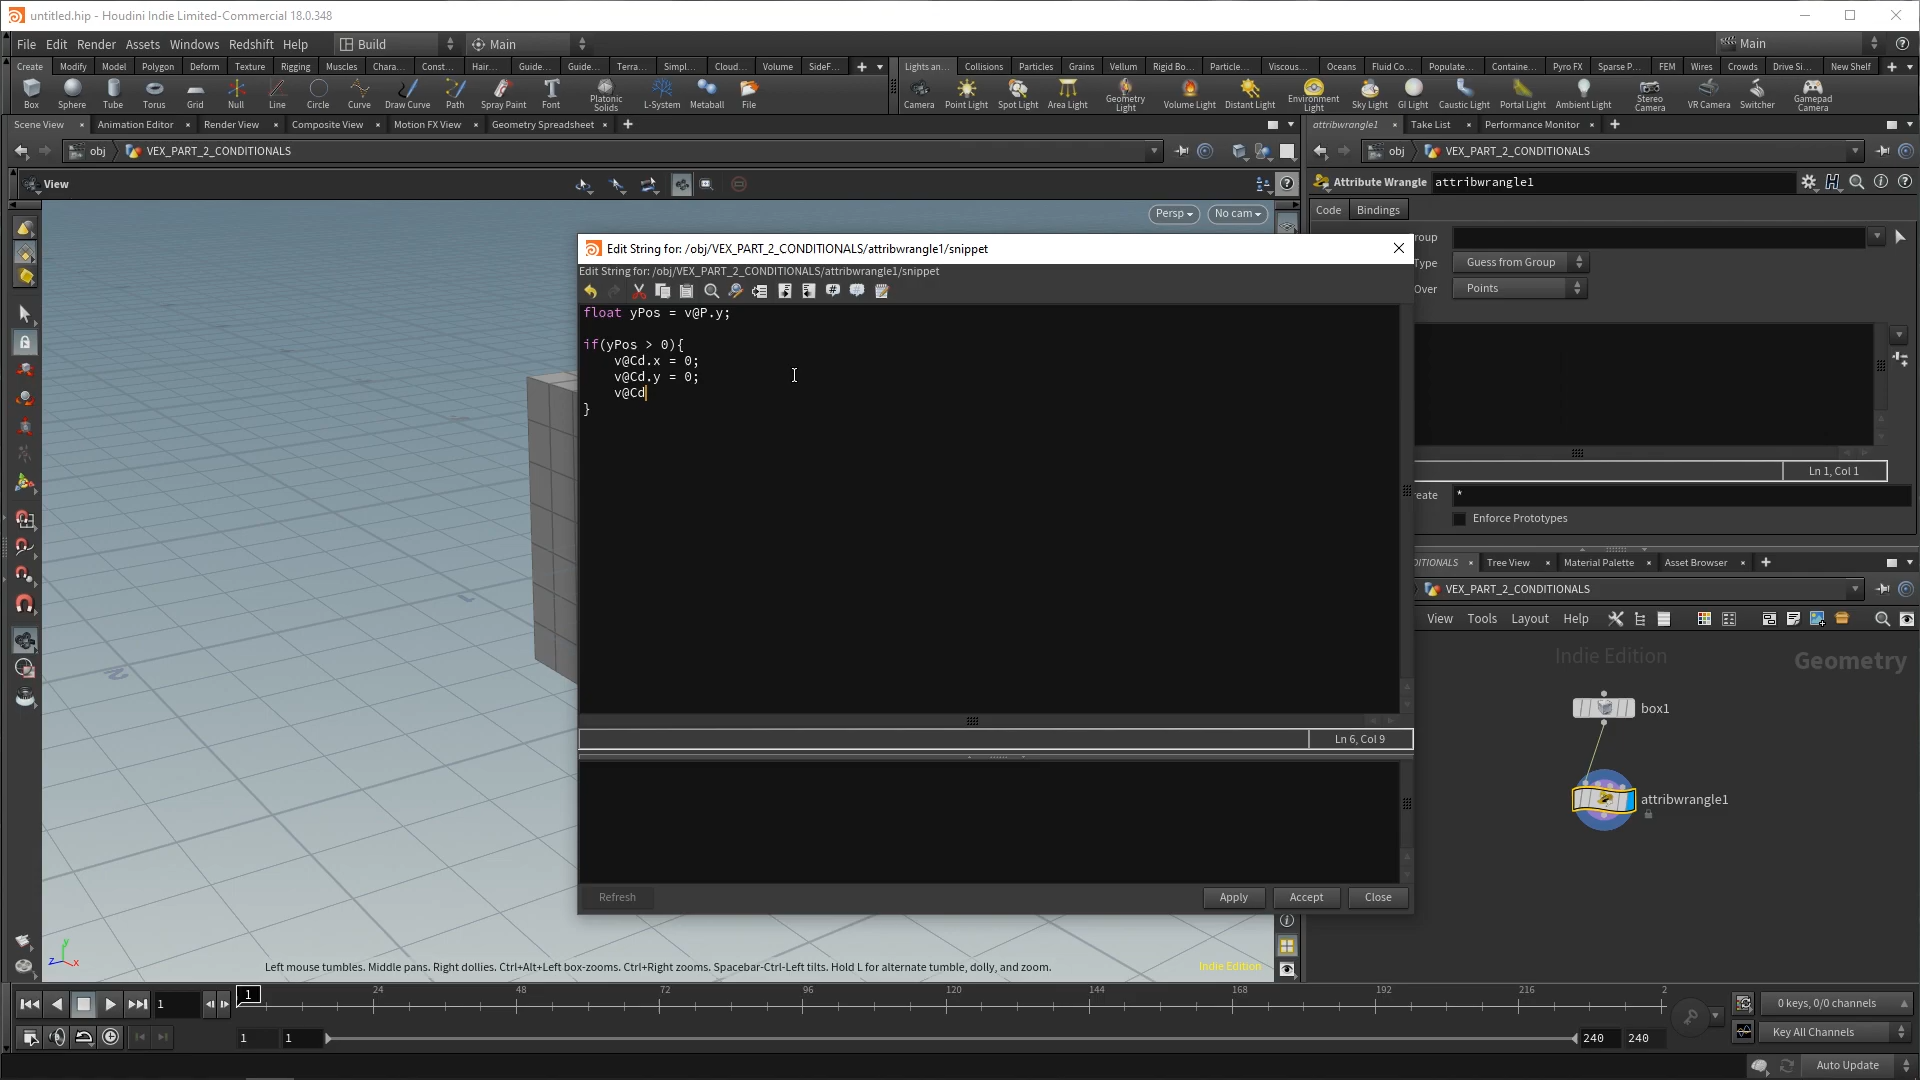 untitled.hip - Houdini Indie Limited-Commercial 18.0.348
File Edit Render Assets Windows Redshift Help Build Main Main
Create Modify Model Polygon Deform Texture Rigging Muscles Chara... Const... Hair... Guide... Guide... Terra... Simpl... Cloud... Volume SideF...
Lights an... Collisions Particles Grains Vellum Rigid Bo... Particle... Viscous... Oceans Fluid Co... Populate... Containe... Pyro FX Sparse P... FEM Wires Crowds Drive Si... New Shelf
Box Sphere Tube Torus Grid Null Line Circle Curve Draw Curve Path Spray Paint Font Platonic Solids L-System Metaball File
Camera Point Light Spot Light Area Light Geometry Light Volume Light Distant Light Environment Light Sky Light GI Light Caustic Light Portal Light Ambient Light Stereo Camera VR Camera Switcher Gamepad Camera
Scene View Animation Editor Render View Composite View Motion FX View Geometry Spreadsheet
attribwrangle1 Take List Performance Monitor
obj VEX_PART_2_CONDITIONALS
obj VEX_PART_2_CONDITIONALS
View
Attribute Wrangle attribwrangle1
Code Bindings
Persp No cam
roup
Type Guess from Group
Over Points
Edit String for: /obj/VEX_PART_2_CONDITIONALS/attribwrangle1/snippet
Edit String for: /obj/VEX_PART_2_CONDITIONALS/attribwrangle1/snippet
float yPos = v@P.y;
if(yPos > 0){
v@Cd.x = 0;
v@Cd.y = 0;
v@Cd
}
Ln 6, Col 9
Refresh Apply Accept Close
Ln 1, Col 1
eate *
Enforce Prototypes
DITIONALS Tree View Material Palette Asset Browser
VEX_PART_2_CONDITIONALS
View Tools Layout Help
Indie Edition Geometry
box1
attribwrangle1
z y x
Left mouse tumbles. Middle pans. Right dollies. Ctrl+Alt+Left box-zooms. Ctrl+Right zooms. Spacebar-Ctrl-Left tilts. Hold L for alternate tumble, dolly, and zoom.
Indie Edition
1 1 24 48 72 96 120 144 168 192 216 2
0 keys, 0/0 channels
1 1 240 240
Key All Channels
Auto Update